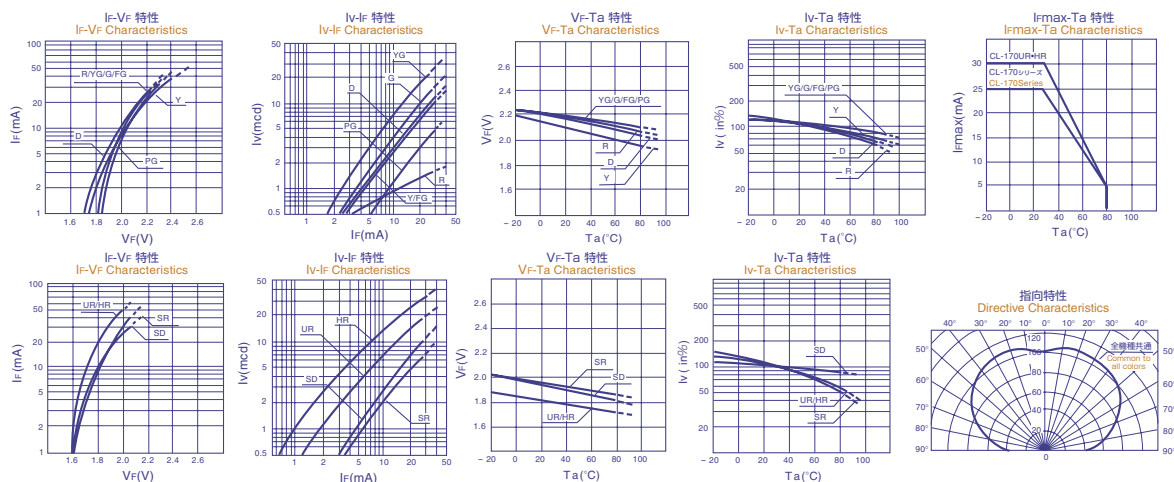 IF-VF 特性
IF-VF Characteristics
IF(mA)
100
50
20
10
5
2
1
R/YG/G/FG
Y
D
PG
1.6 1.8 2.0 2.2 2.4 2.6
VF(V)
Iv-IF 特性
Iv-IF Characteristics
Iv(mcd)
50
20
10
5
2
1
0.5
YG
G
D
PG
R
Y/FG
1 5 10 50
IF(mA)
VF-Ta 特性
VF-Ta Characteristics
VF(V)
2.6
2.4
2.2
2.0
1.8
1.6
YG/G/FG/PG
R
D
Y
－20 0 20 40 60 80 100
Ta(°C)
Iv-Ta 特性
Iv-Ta Characteristics
Iv ( in%)
500
200
100
50
20
YG/G/FG/PG
Y
D
R
－20 0 20 40 60 80 100
Ta(°C)
IFmax-Ta 特性
IFmax-Ta Characteristics
IFmax(mA)
CL-170UR•HR
30
CL-170シリーズ
CL-170Series
25
20
15
10
5
－20 0 20 40 60 80 100
Ta(°C)
IF-VF 特性
IF-VF Characteristics
IF(mA)
100
50
20
10
5
2
1
UR/HR
SR
SD
1.6 1.8 2.0 2.2 2.4 2.6
VF(V)
Iv-IF 特性
Iv-IF Characteristics
Iv(mcd)
50
20
10
5
2
1
0.5
HR
UR
SD
SR
1 5 10 20 50
IF(mA)
VF-Ta 特性
VF-Ta Characteristics
VF(V)
2.6
2.4
2.2
2.0
1.8
1.6
SR
SD
UR/HR
－20 0 20 40 60 80 100
Ta(°C)
Iv-Ta 特性
Iv-Ta Characteristics
Iv ( in%)
500
200
100
50
20
10
SD
UR/HR
SR
－20 0 20 40 60 80 100
Ta(°C)
指向特性
Directive Characteristics
40° 30° 20° 10° 0° 10° 20° 30° 40°
120
全機種共通
Common to
all colors
100
50° 50°
80
60° 60°
60
70° 70°
40
80° 80°
20
90° 90°
0